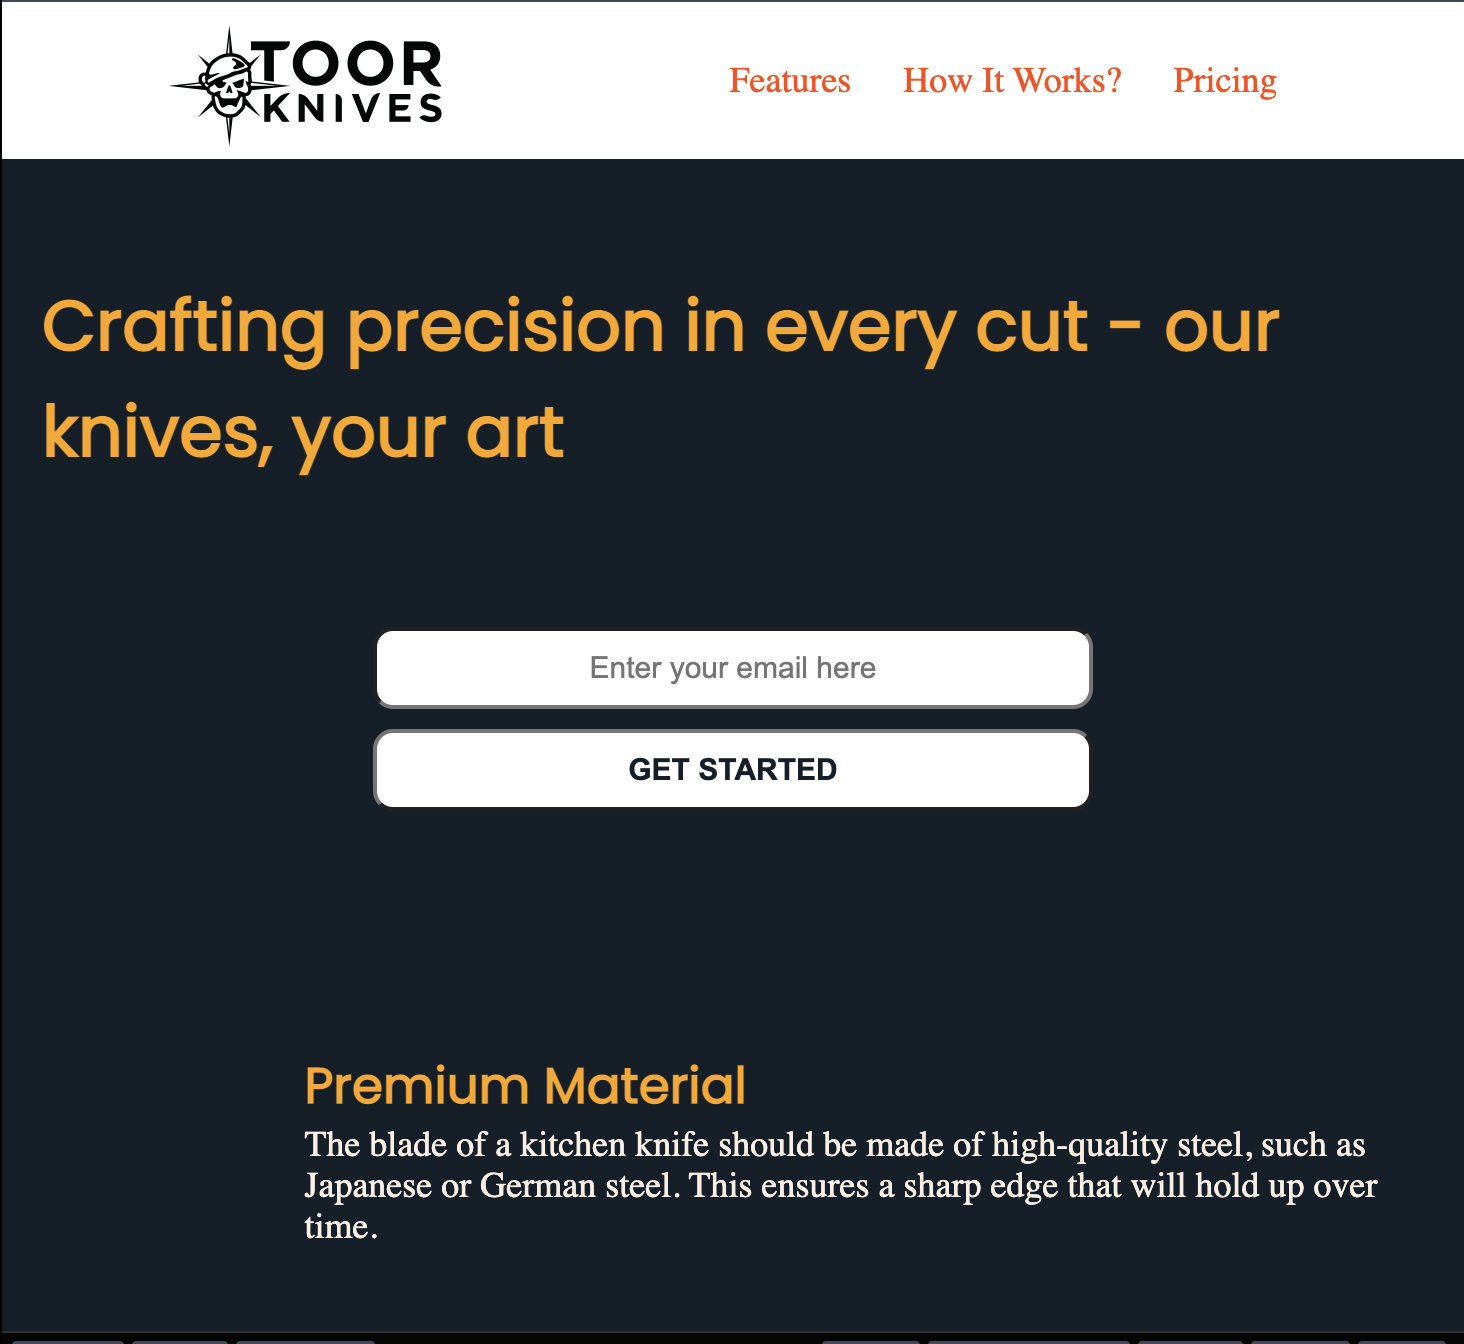 TOOR
KNIVES
Features How It Works? Pricing
Crafting precision in every cut - our
knives, your art
Enter your email here
GET STARTED
Premium Material
The blade of a kitchen knife should be made of high-quality steel, such as
Japanese or German steel. This ensures a sharp edge that will hold up over
time.